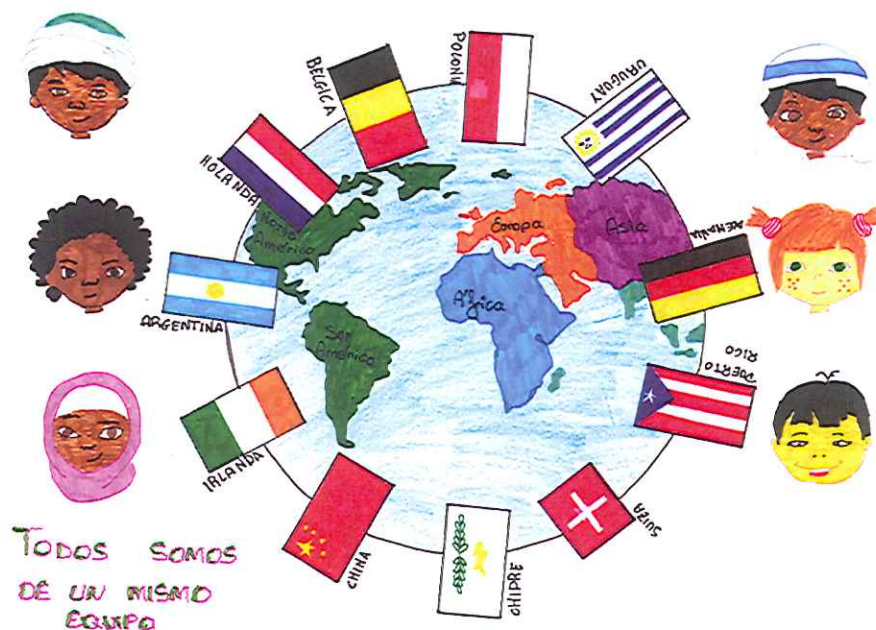 POLONIA
BELGICA
URUGUAY
HOLANDA
Norte
América
Europa
Asia
ALEMAÑIA
África
ARGENTINA
Sur
América
PUERTO
RICO
IRLANDA
SUIZA
CHINA
CHIPRE
TODOS SOMOS
DE UN MISMO
EQUIPO